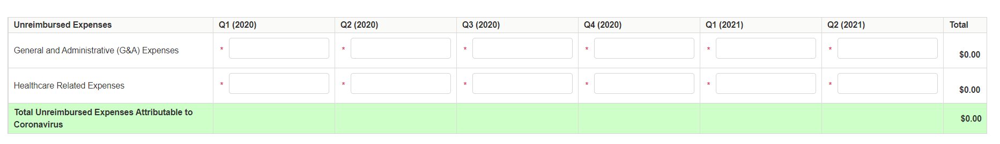 Unreimbursed Expenses Q1 (2020) Q2 (2020) Q3 (2020) Q4 (2020) Q1 (2021) Q2 (2021) Total
General and Administrative (G&A) Expenses * * * * * * $0.00
Healthcare Related Expenses * * * * * * $0.00
Total Unreimbursed Expenses Attributable to
Coronavirus $0.00